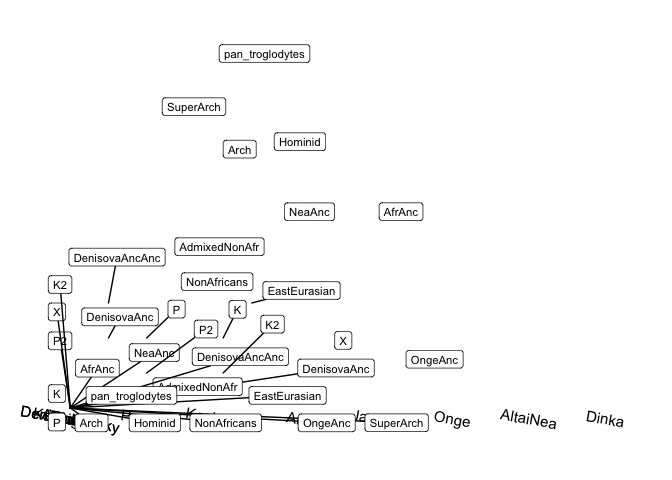 pan_troglodytes
SuperArch
Arch
Hominid
NeaAnc
AfrAnc
AdmixedNonAfr
DenisovaAncAnc
NonAfricans
K2
EastEurasian
X
DenisovaAnc
P
K
K2
P2
P2
X
NeaAnc
DenisovaAncAnc
OngeAnc
AfrAnc
DenisovaAnc
AdmixedNonAfr
K
pan_troglodytes
EastEurasian
P
Arch
Hominid
NonAfricans
OngeAnc
SuperArch
Onge
AltaiNea
Dinka